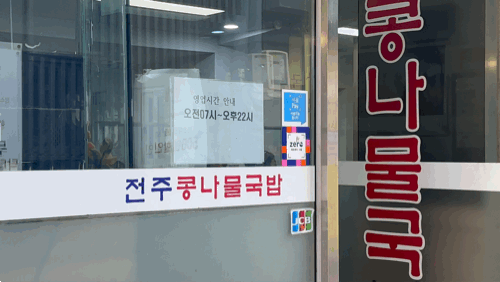 영업시간 안내
오전07시~오후22시
zero
전주 콩나물국밥
JCB
콩나물국